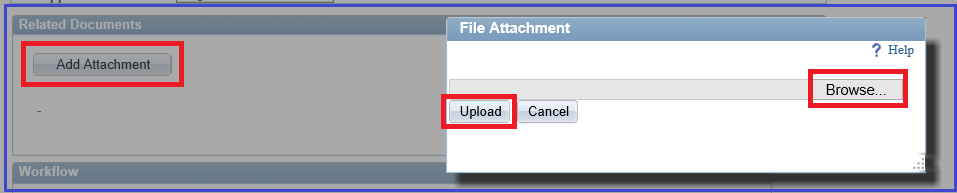 Related Documents
File Attachment
? Help
Add Attachment
Browse...
Upload
Cancel
-
Workflow